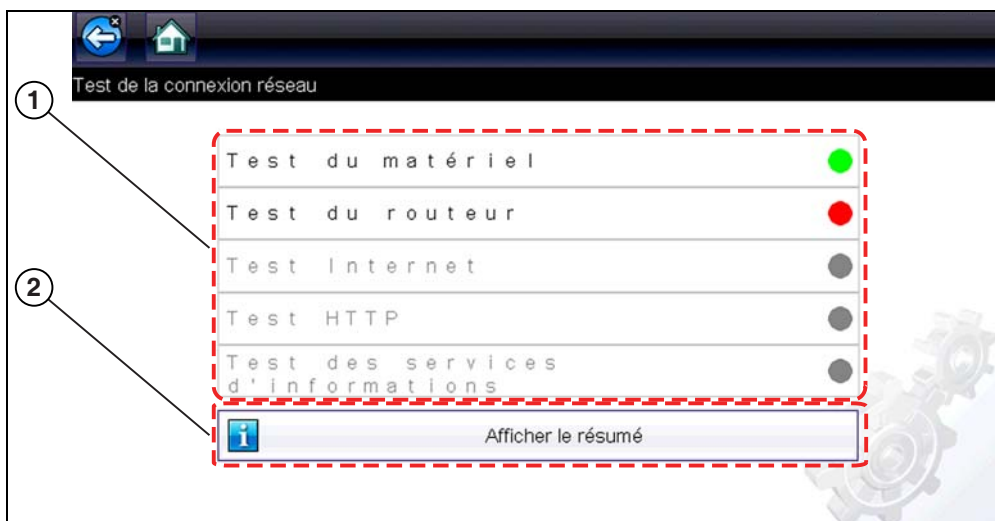 Test de la connexion réseau
1
Test du matériel
Test du routeur
Test Internet
2
Test HTTP
Test des services
d'informations
i Afficher le résumé